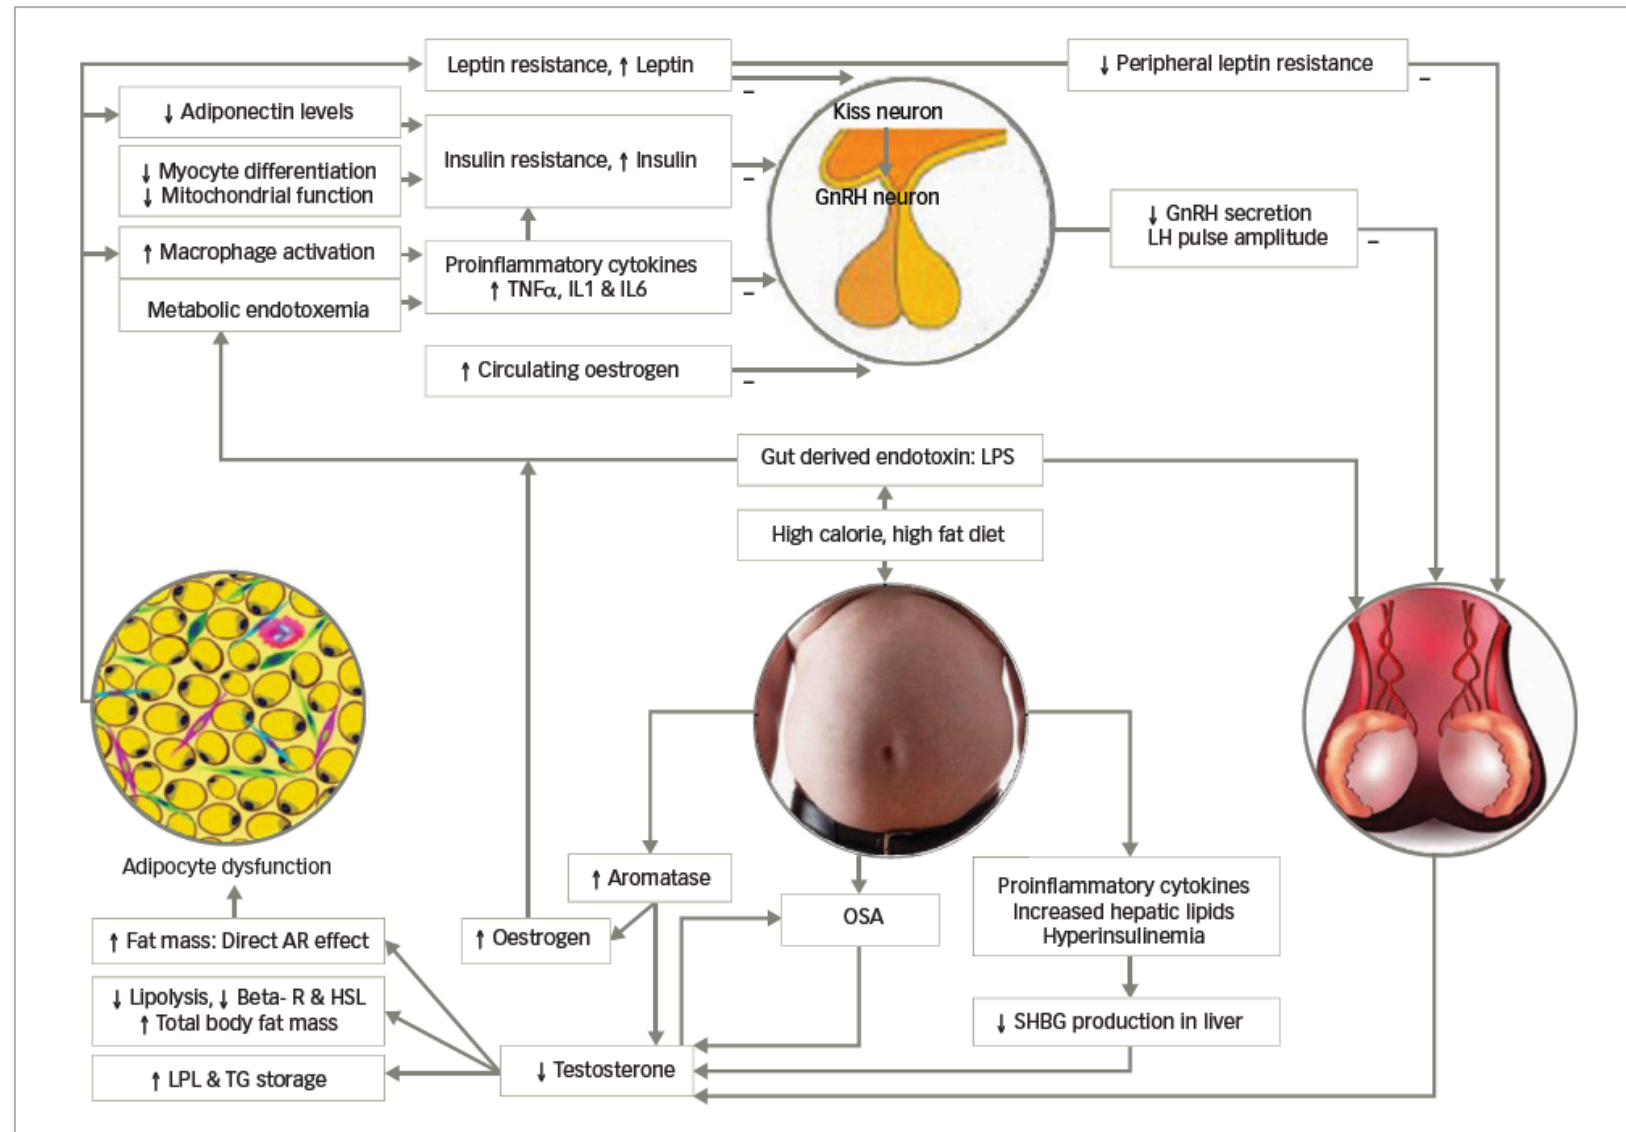 Leptin resistance, ↑ Leptin
↓ Peripheral leptin resistance
–
–
↓ Adiponectin levels
Kiss neuron
Insulin resistance, ↑ Insulin
–
↓ Myocyte differentiation
↓ Mitochondrial function
GnRH neuron
↓ GnRH secretion
LH pulse amplitude
–
↑ Macrophage activation
Proinflammatory cytokines
↑ TNFα, IL1 & IL6
–
Metabolic endotoxemia
↑ Circulating oestrogen
–
Gut derived endotoxin: LPS
High calorie, high fat diet
Adipocyte dysfunction
↑ Aromatase
Proinflammatory cytokines
Increased hepatic lipids
Hyperinsulinemia
OSA
↑ Fat mass: Direct AR effect
↑ Oestrogen
↓ Lipolysis, ↓ Beta- R & HSL
↑ Total body fat mass
↓ SHBG production in liver
↑ LPL & TG storage
↓ Testosterone